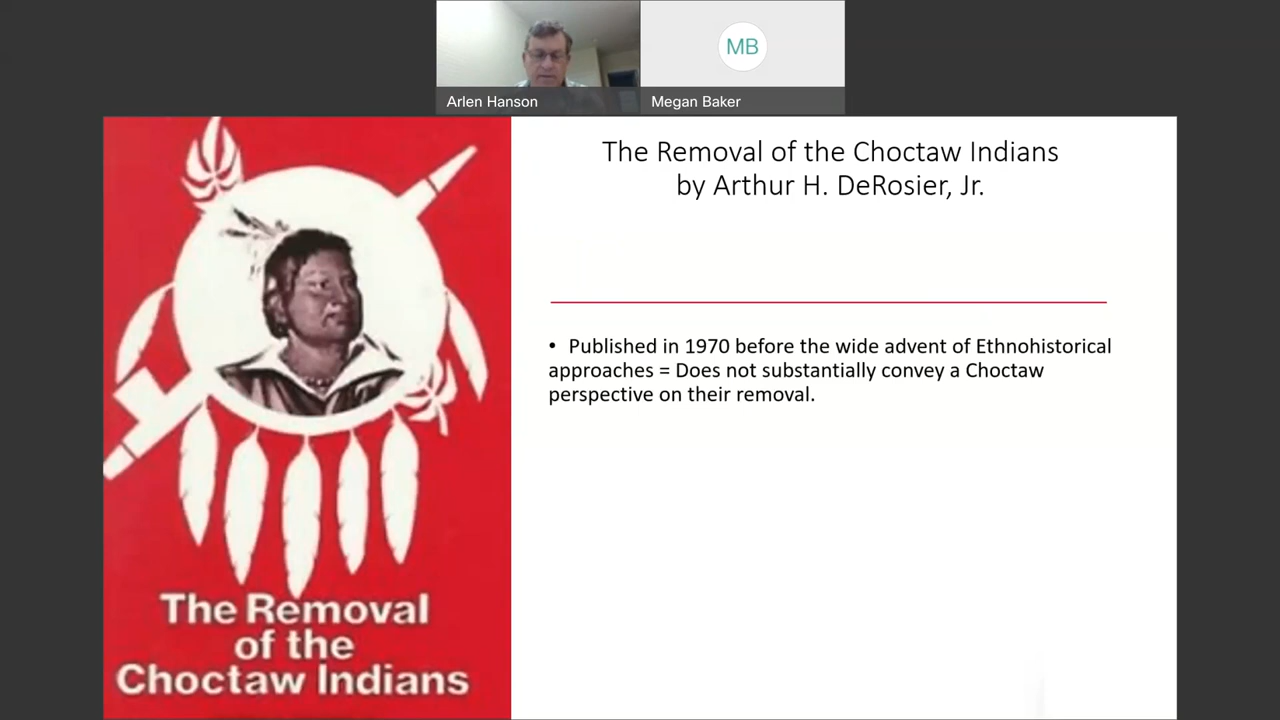 MB
Arlen Hanson
Megan Baker
The Removal of the Choctaw Indians
by Arthur H. DeRosier, Jr.
• Published in 1970 before the wide advent of Ethnohistorical
approaches = Does not substantially convey a Choctaw
perspective on their removal.
The Removal
of the
Choctaw Indians